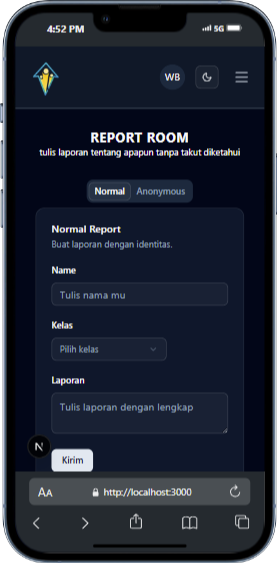 4:52 PM
5G
WB
REPORT ROOM
tulis laporan tentang apapun tanpa takut diketahui
Normal Anonymous
Normal Report
Buat laporan dengan identitas.
Name
Tulis nama mu
Kelas
Pilih kelas
Laporan
Tulis laporan dengan lengkap
N
Kirim
AA http://localhost:3000